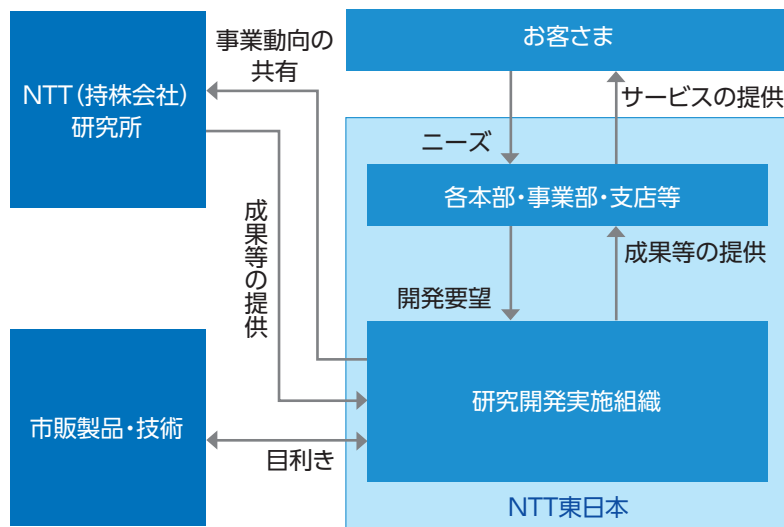 事業動向の
共有
お客さま
NTT（持株会社）
研究所
サービスの提供
ニーズ
各本部・事業部・支店等
成果等の提供
成果等の提供
開発要望
市販製品・技術
研究開発実施組織
目利き
NTT東日本